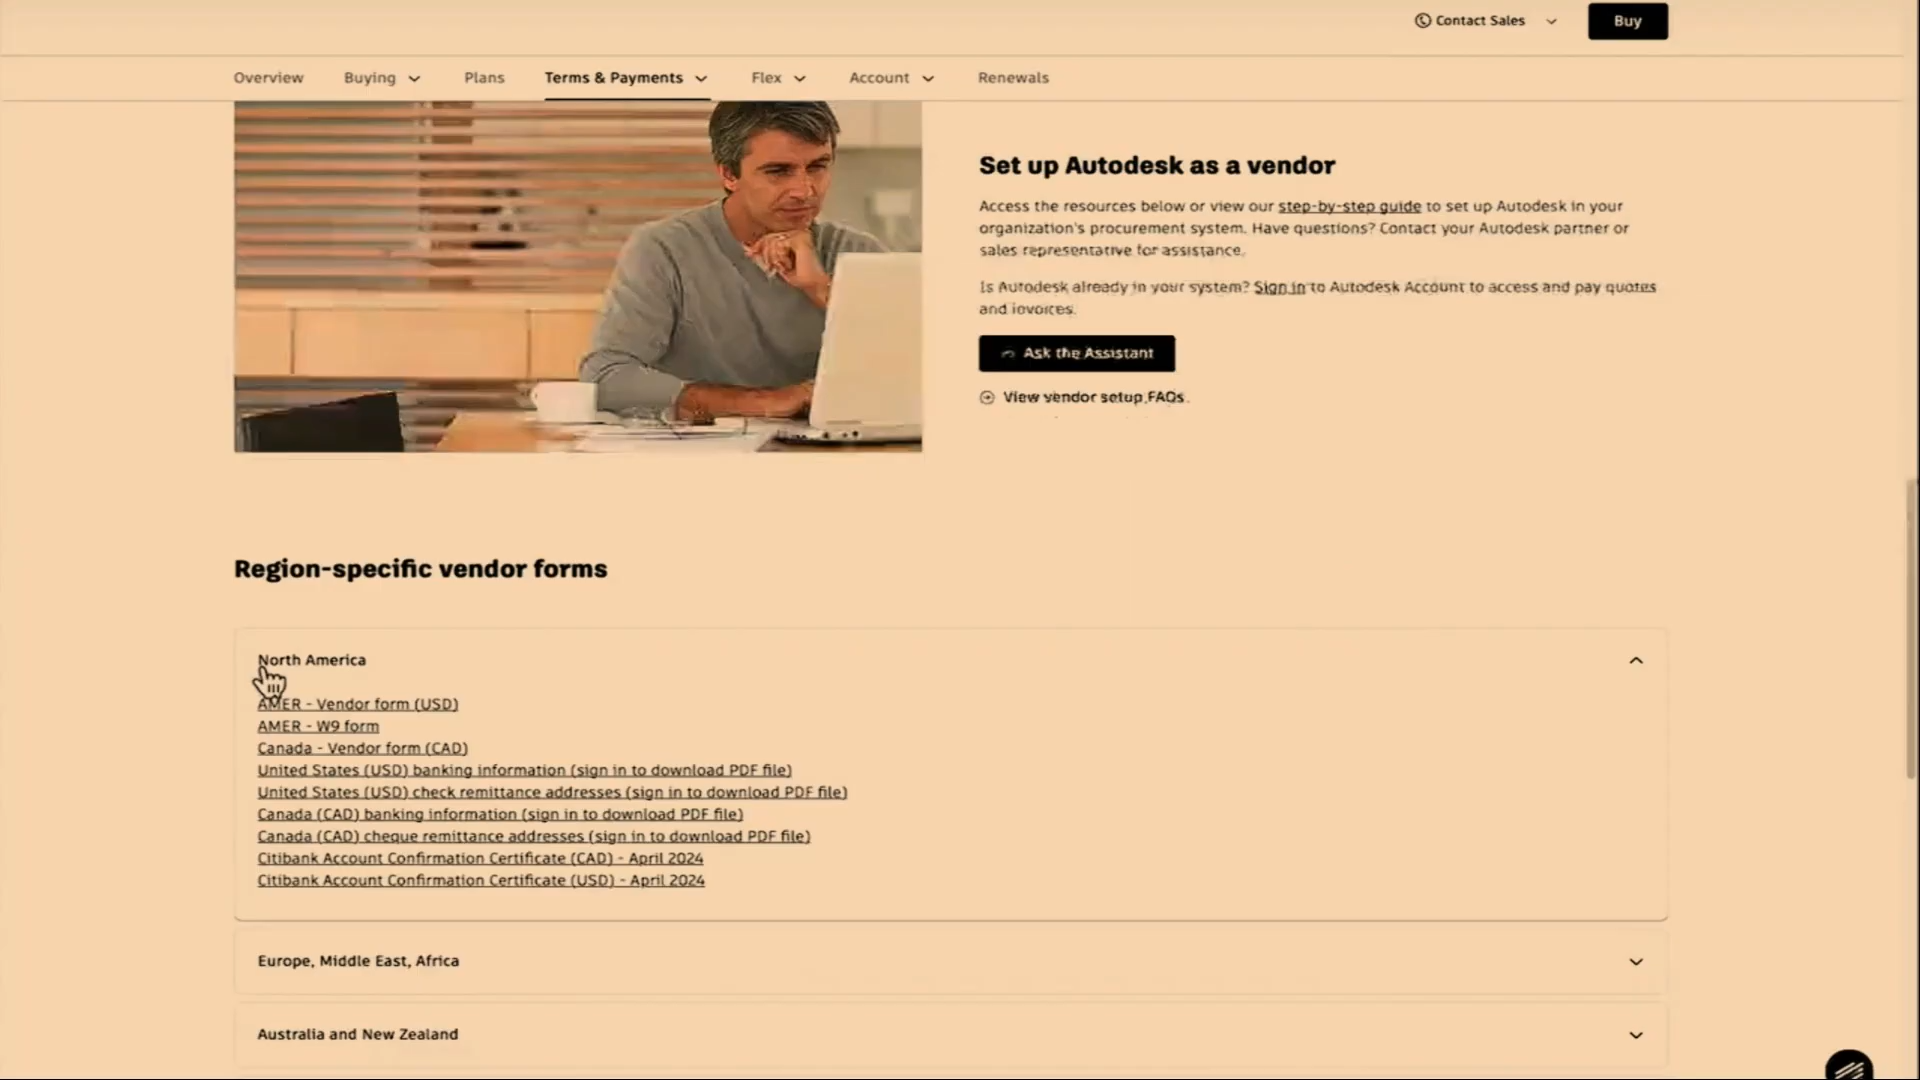 Contact Sales
Buy
Overview
Buying
Plans
Terms & Payments
Flex
Account
Renewals
Set up Autodesk as a vendor
Access the resources below or view our step-by-step guide to set up Autodesk in your
organization's procurement system. Have questions? Contact your Autodesk partner or
sales representative for assistance.
Is Autodesk already in your system? Sign in to Autodesk Account to access and pay quotes
and invoices.
Ask the Assistant
View vendor setup FAQs
Region-specific vendor forms
North America
AMER - Vendor form (USD)
AMER - W9 form
Canada - Vendor form (CAD)
United States (USD) banking information (sign in to download PDF file)
United States (USD) check remittance addresses (sign in to download PDF file)
Canada (CAD) banking information (sign in to download PDF file)
Canada (CAD) cheque remittance addresses (sign in to download PDF file)
Citibank Account Confirmation Certificate (CAD) - April 2024
Citibank Account Confirmation Certificate (USD) - April 2024
Europe, Middle East, Africa
Australia and New Zealand